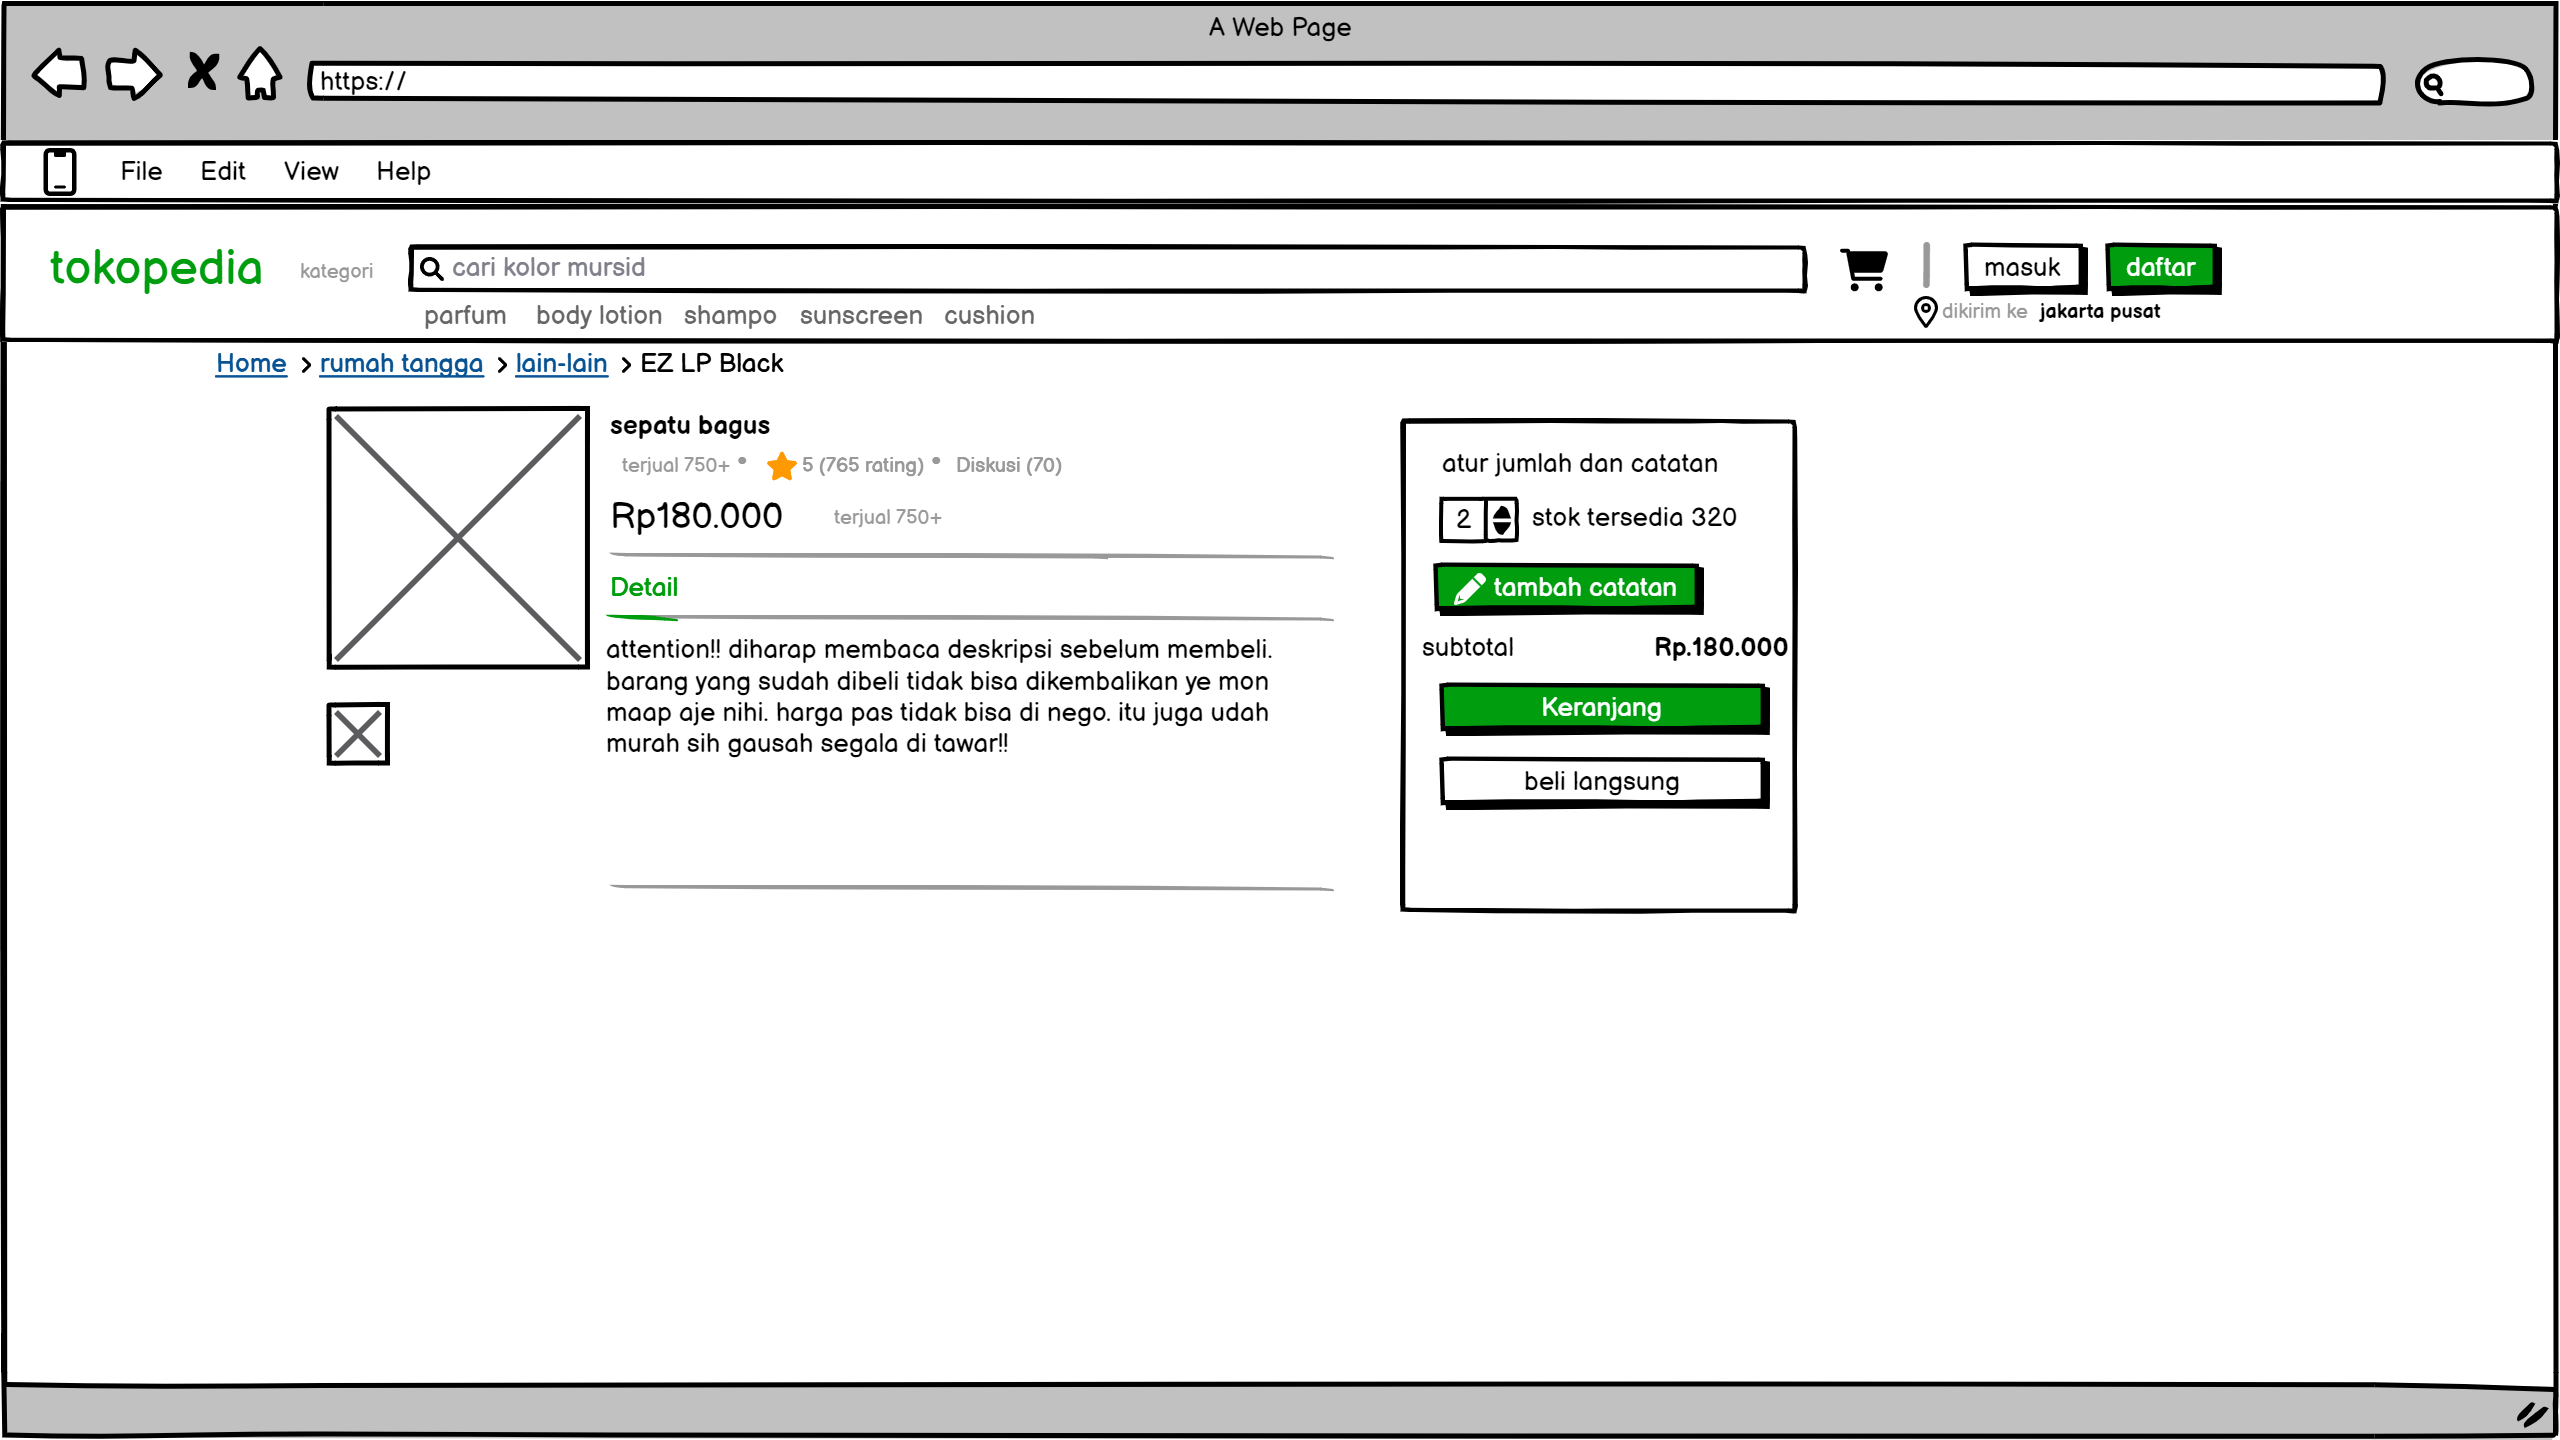 A Web Page
https://
File Edit View Help
tokopedia kategori cari kolor mursid masuk daftar
parfum body lotion shampo sunscreen cushion dikirim ke jakarta pusat
Home rumah tangga lain-lain EZ LP Black
sepatu bagus
terjual 750+ • 5 (765 rating) • Diskusi (70)
Rp180.000 terjual 750+
Detail
attention!! diharap membaca deskripsi sebelum membeli.
barang yang sudah dibeli tidak bisa dikembalikan ye mon
maap aje nihi. harga pas tidak bisa di nego. itu juga udah
murah sih gausah segala di tawar!!
atur jumlah dan catatan
2 stok tersedia 320
tambah catatan
subtotal Rp.180.000
Keranjang
beli langsung